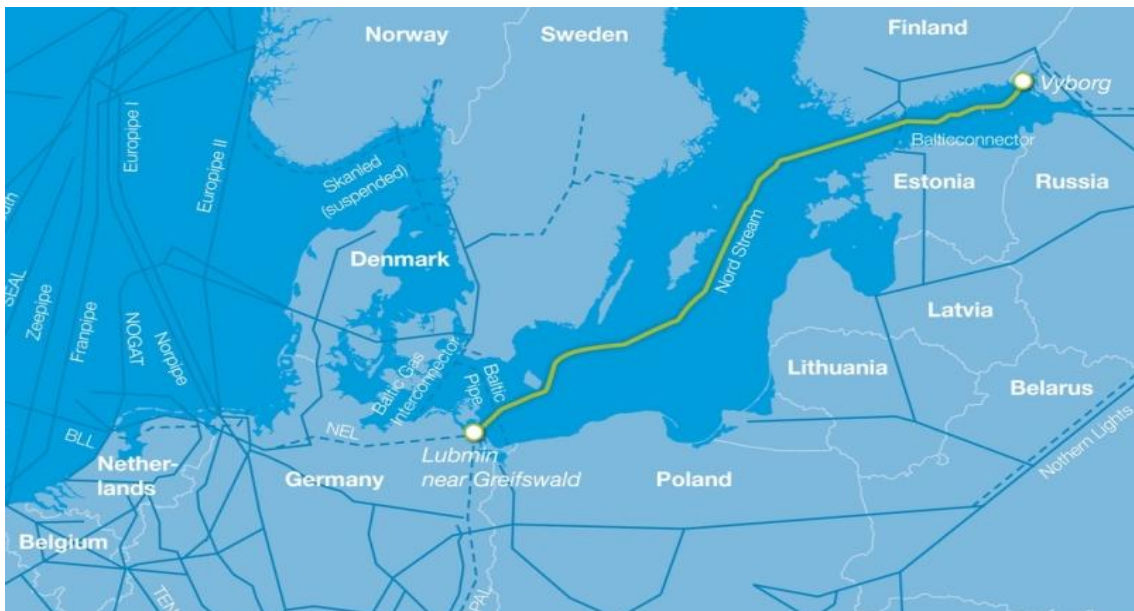 Norway
Sweden
Finland
Vyborg
Europipe I
Europipe II
Skanled
(suspended)
Balticconnector
Estonia
Russia
SEAL
Zeepipe
Franpipe
NOGAT
Norpipe
Denmark
Nord Stream
Latvia
Lithuania
Belarus
Baltic Gas
Interconnector
Baltic
Pipe
BLL
NEL
Nether-
lands
Germany
Lubmin
near Greifswald
Poland
Nothern Lights
Belgium